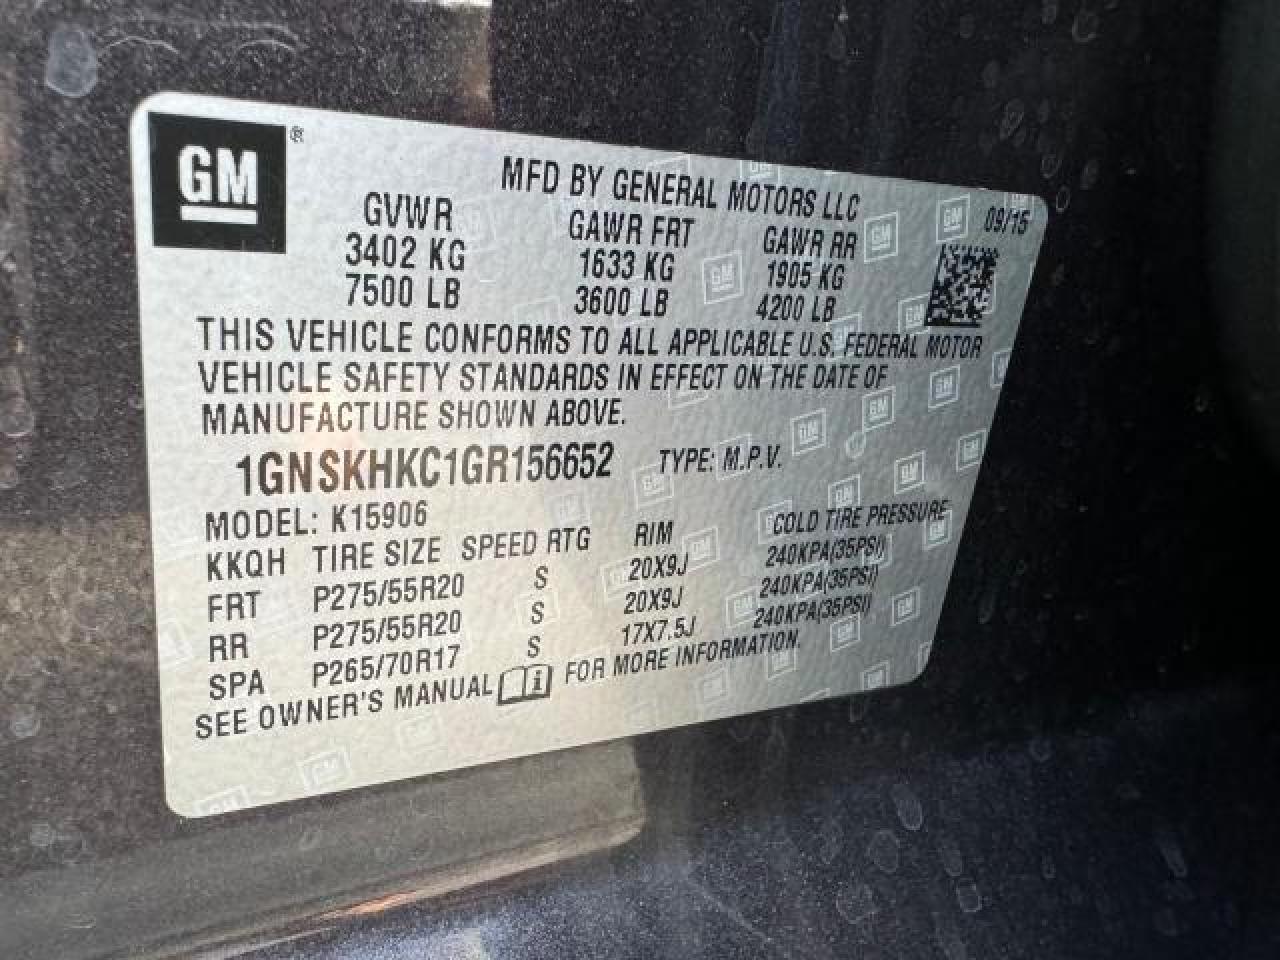 GM ®
MFD BY GENERAL MOTORS LLC
09/15
GVWR GAWR FRT GAWR RR
3402 KG 1633 KG 1905 KG
7500 LB 3600 LB 4200 LB
THIS VEHICLE CONFORMS TO ALL APPLICABLE U.S. FEDERAL MOTOR
VEHICLE SAFETY STANDARDS IN EFFECT ON THE DATE OF
MANUFACTURE SHOWN ABOVE.
1GNSKHKC1GR156652 TYPE: M.P.V.
MODEL: K15906
KKQH TIRE SIZE SPEED RTG RIM COLD TIRE PRESSURE
FRT P275/55R20 S 20X9J 240KPA(35PSI)
RR P275/55R20 S 20X9J 240KPA(35PSI)
SPA P265/70R17 S 17X7.5J 240KPA(35PSI)
SEE OWNER'S MANUAL i FOR MORE INFORMATION.